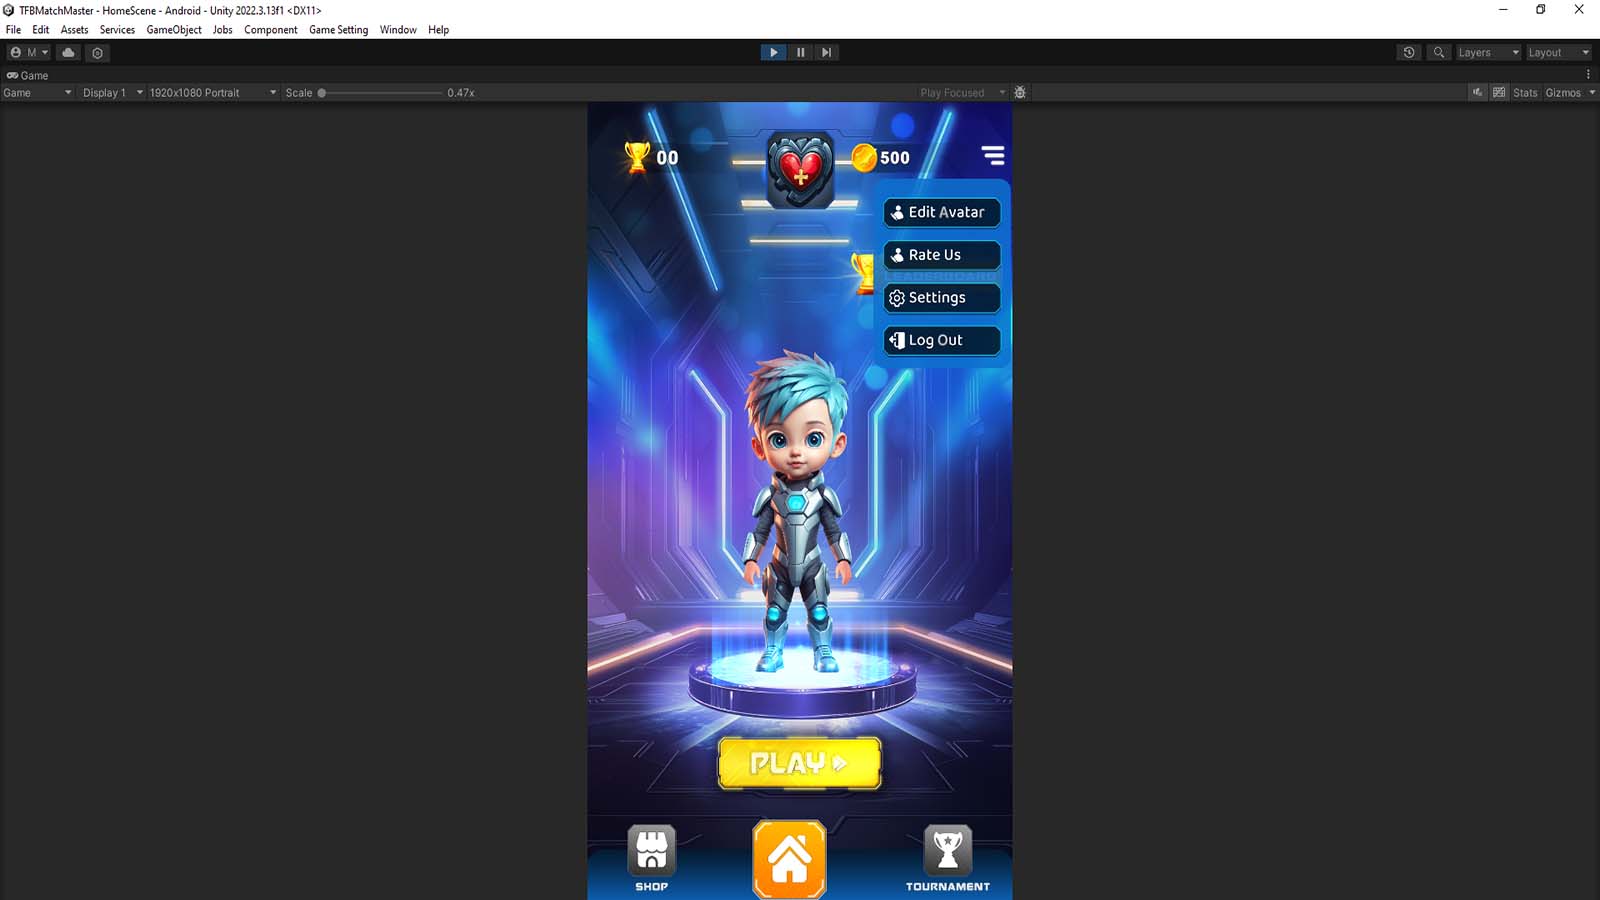 TFBMatchMaster - HomeScene - Android - Unity 2022.3.13f1 <DX11>
File Edit Assets Services GameObject Jobs Component Game Setting Window Help
M Layers Layout
Game
Game Display 1 1920x1080 Portrait Scale 0.47x Play Focused Stats Gizmos
00 500
Edit Avatar
Rate Us
Settings
Log Out
PLAY
SHOP TOURNAMENT